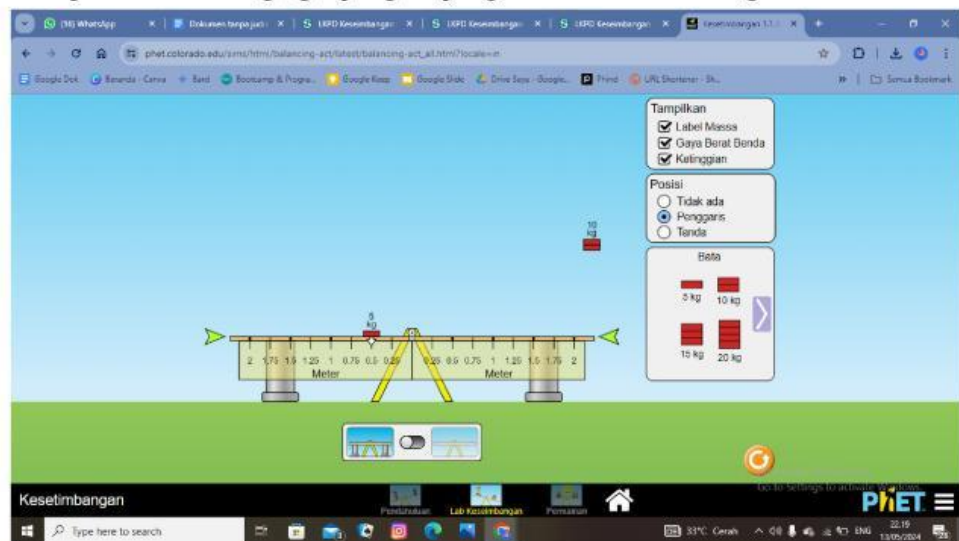 (18) WhatsApp
Dokumen tanpa judul
LKPD Keseimbangan
LKPD Keseimbangan
LKPD Keseimbangan
phet.colorado.edu/sims/html/balancing-act/latest/balancing-act_all.html?locale=in
Google Dok
Beranda - Canva
Band
Bootcamp & Progra...
Google Keep
Google Slide
Drive Saya - Google...
URL Shortener - Sh...
Semua Bookmark
Tampilkan
Label Massa
Gaya Berat Benda
Ketinggian
Posisi
Tidak ada
Penggaris
Tanda
10
kg
Bata
5 kg
10 kg
15 kg
20 kg
5
kg
2 1.75 1.5 1.25 1 0.75 0.5 0.25 0.25 0.5 0.75 1 1.25 1.5 1.75 2
Meter
Meter
Kesetimbangan
Pendahuluan
Lab Kesetimbangan
Permainan
Go to Settings to activate Windows.
PhET
Type here to search
33°C Cerah
ENG
22.19
13/05/2024